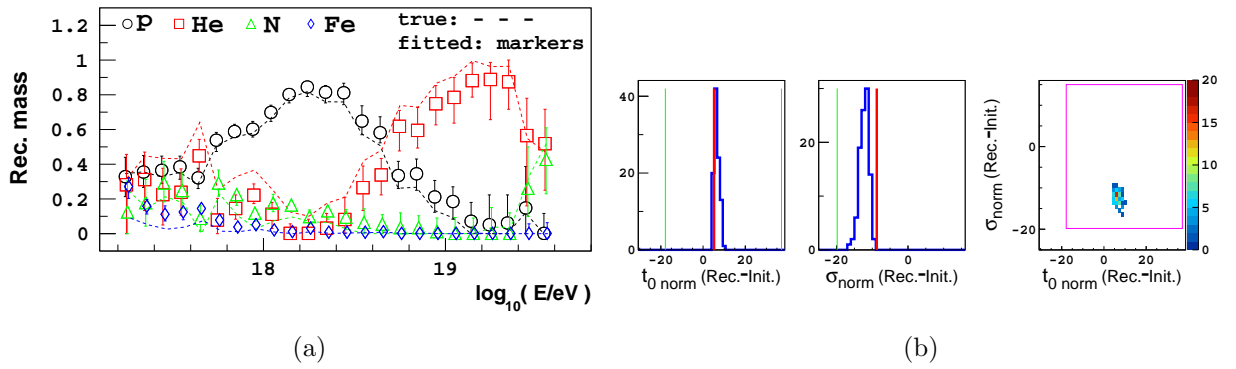 p He N Fe
true: - - -
fitted: markers
Rec. mass
1.2
1
0.8
0.6
0.4
0.2
0
18 19
log10( E/eV )
(a)
40
20
0
−20 0 20
t0 norm (Rec.-Init.)
20
0
−20 0
σnorm (Rec.-Init.)
σnorm (Rec.-Init.)
0
−20
−20 0 20
t0 norm (Rec.-Init.)
20
15
10
5
0
(b)